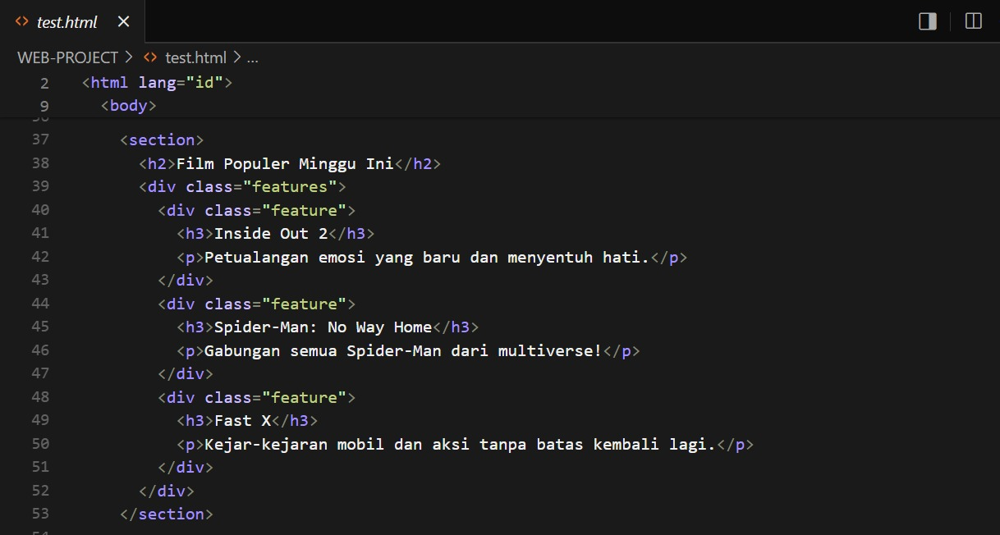 test.html
WEB-PROJECT > test.html > ...
2 <html lang="id">
9 <body>
37 <section>
38 <h2>Film Populer Minggu Ini</h2>
39 <div class="features">
40 <div class="feature">
41 <h3>Inside Out 2</h3>
42 <p>Petualangan emosi yang baru dan menyentuh hati.</p>
43 </div>
44 <div class="feature">
45 <h3>Spider-Man: No Way Home</h3>
46 <p>Gabungan semua Spider-Man dari multiverse!</p>
47 </div>
48 <div class="feature">
49 <h3>Fast X</h3>
50 <p>Kejar-kejaran mobil dan aksi tanpa batas kembali lagi.</p>
51 </div>
52 </div>
53 </section>